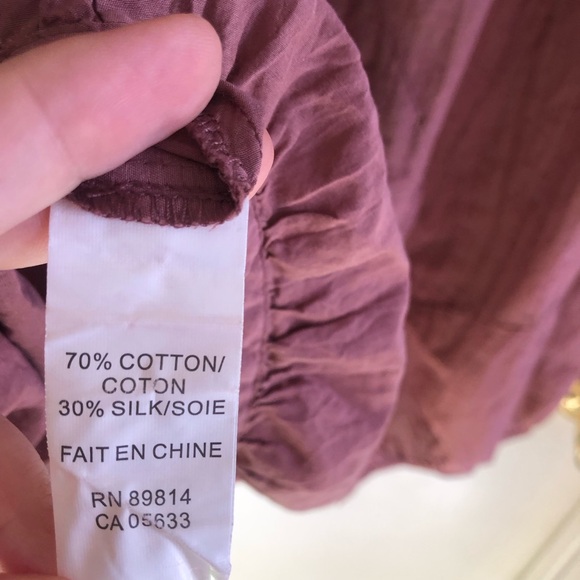 70% COTTON/
COTON
30% SILK/SOIE
FAIT EN CHINE
RN 89814
CA 05633